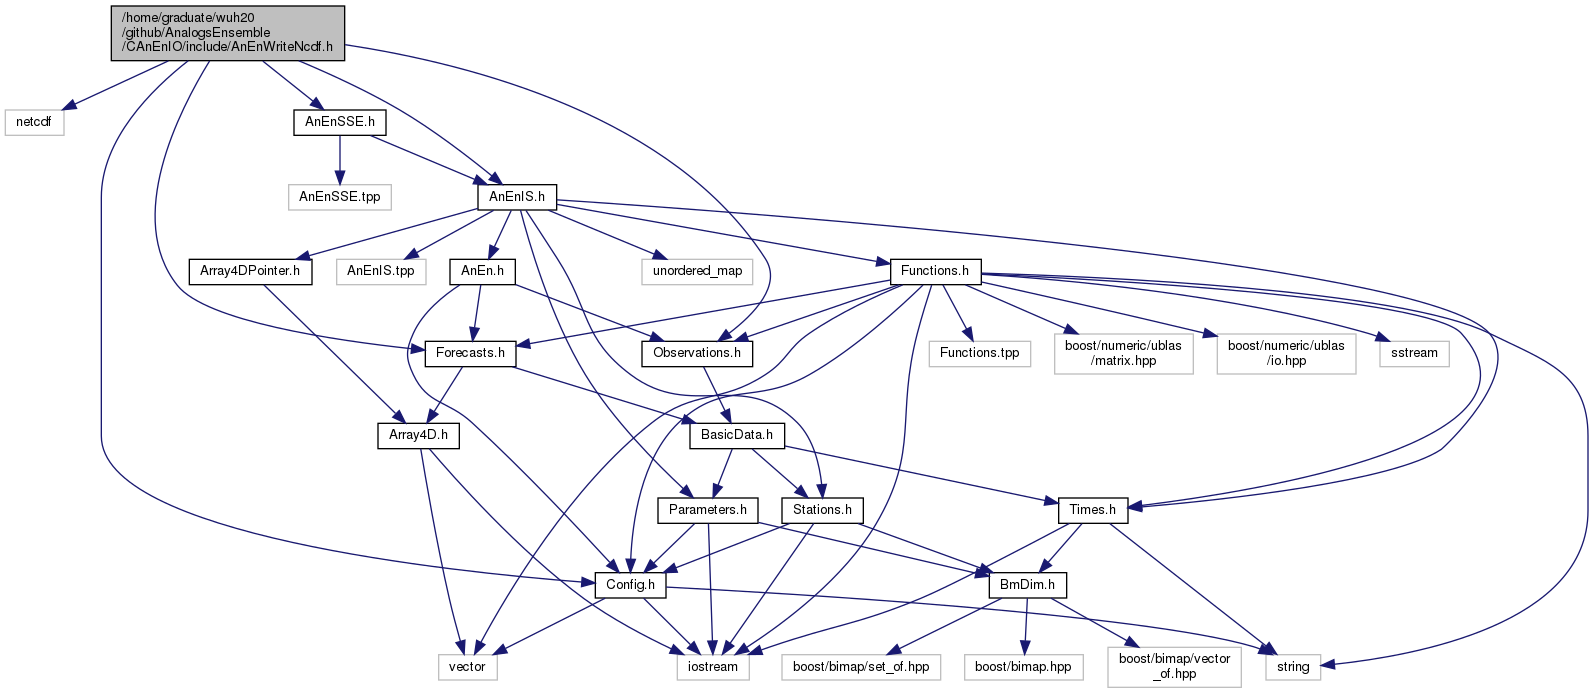 /home/graduate/wuh20
/github/AnalogsEnsemble
/CAnEnIO/include/AnEnWriteNcdf.h
netcdf
AnEnSSE.h
AnEnSSE.tpp
AnEnIS.h
Array4DPointer.h
AnEnIS.tpp
AnEn.h
unordered_map
Functions.h
Forecasts.h
Observations.h
Functions.tpp
boost/numeric/ublas
/matrix.hpp
boost/numeric/ublas
/io.hpp
sstream
Array4D.h
BasicData.h
Parameters.h
Stations.h
Times.h
Config.h
BmDim.h
vector
iostream
boost/bimap/set_of.hpp
boost/bimap.hpp
boost/bimap/vector
_of.hpp
string